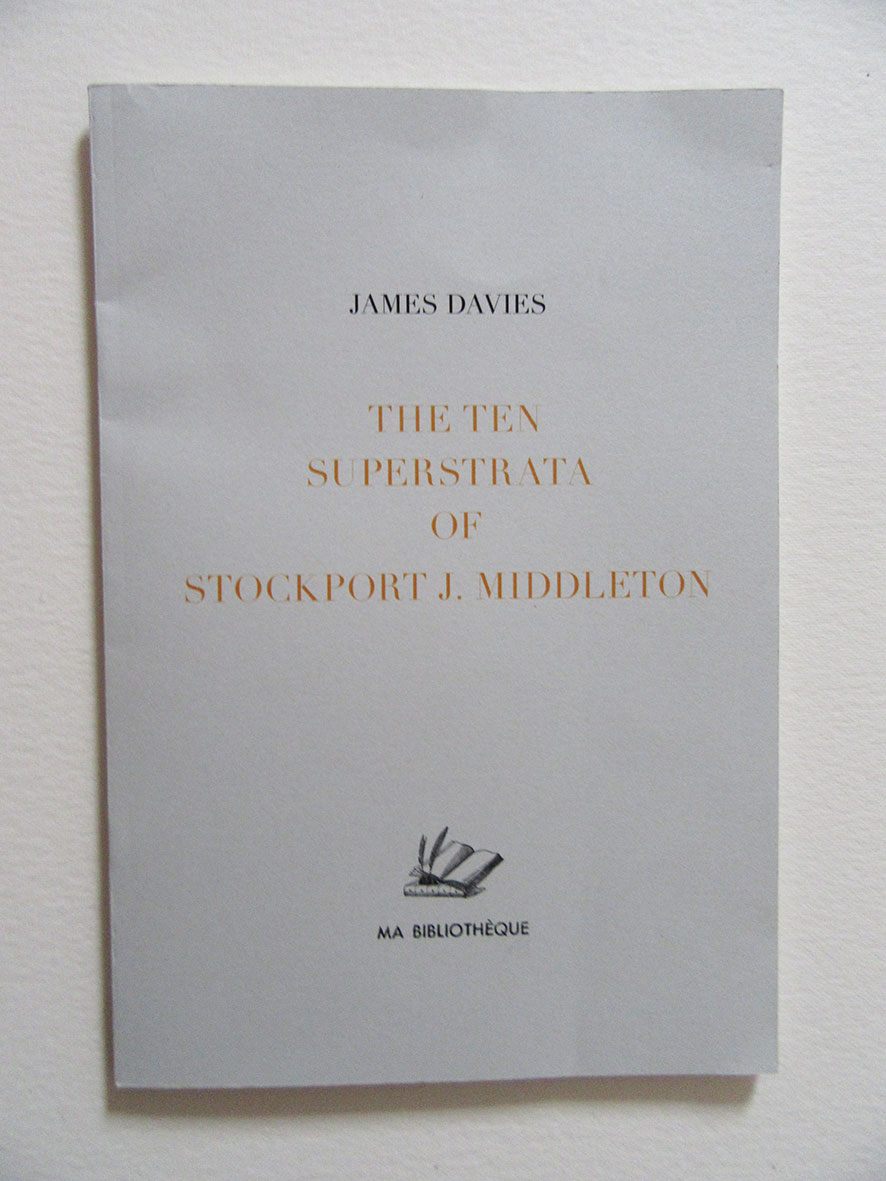 JAMES DAVIES
THE TEN
SUPERSTRATA
OF
STOCKPORT J. MIDDLETON
MA BIBLIOTHÈQUE